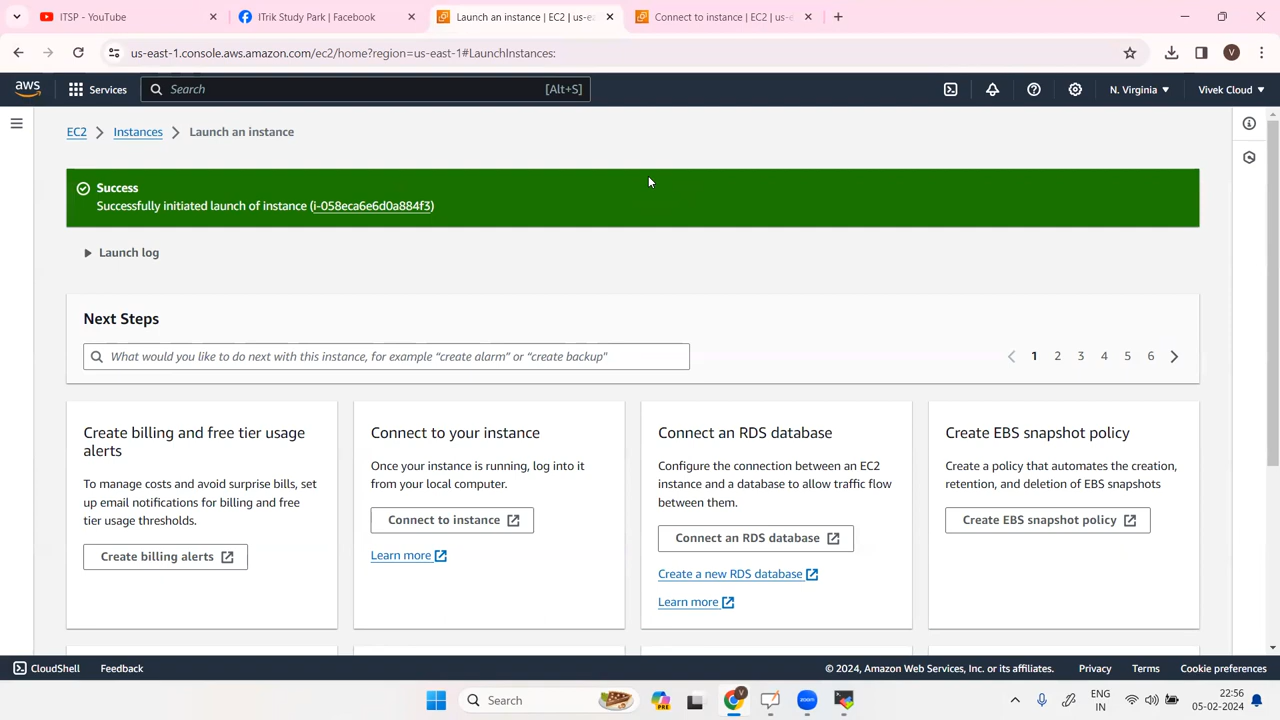 ITSP - YouTube
ITrik Study Park | Facebook
Launch an instance | EC2 | us-e
Connect to instance | EC2 | us-e
us-east-1.console.aws.amazon.com/ec2/home?region=us-east-1#LaunchInstances:
V
aws
Services
Search
[Alt+S]
N. Virginia
Vivek Cloud
EC2
Instances
Launch an instance
Success
Successfully initiated launch of instance (i-058eca6e6d0a884f3)
Launch log
Next Steps
What would you like to do next with this instance, for example “create alarm” or “create backup"
1 2 3 4 5 6
Create billing and free tier usage
alerts
To manage costs and avoid surprise bills, set
up email notifications for billing and free
tier usage thresholds.
Create billing alerts
Connect to your instance
Once your instance is running, log into it
from your local computer.
Connect to instance
Learn more
Connect an RDS database
Configure the connection between an EC2
instance and a database to allow traffic flow
between them.
Connect an RDS database
Create a new RDS database
Learn more
Create EBS snapshot policy
Create a policy that automates the creation,
retention, and deletion of EBS snapshots
Create EBS snapshot policy
CloudShell
Feedback
© 2024, Amazon Web Services, Inc. or its affiliates.
Privacy
Terms
Cookie preferences
Search
PRE
V
zoom
ENG
IN
22:56
05-02-2024